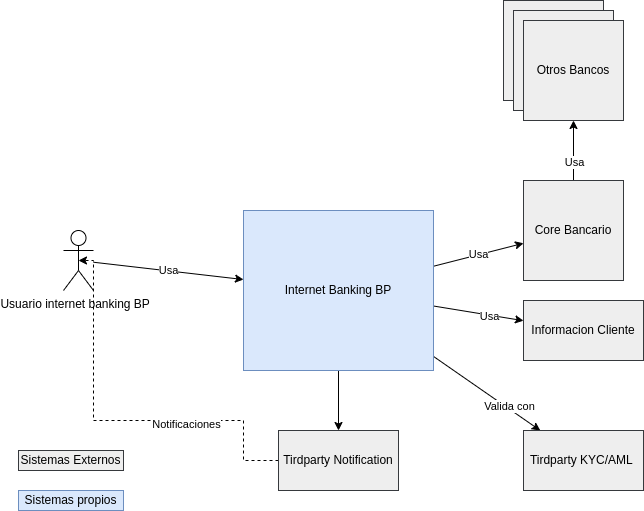 Otros Bancos
Usa
Core Bancario
Usa
Internet Banking BP
Usa
Usuario internet banking BP
Usa
Informacion Cliente
Valida con
Notificaciones
Tirdparty Notification
Tirdparty KYC/AML
Sistemas Externos
Sistemas propios